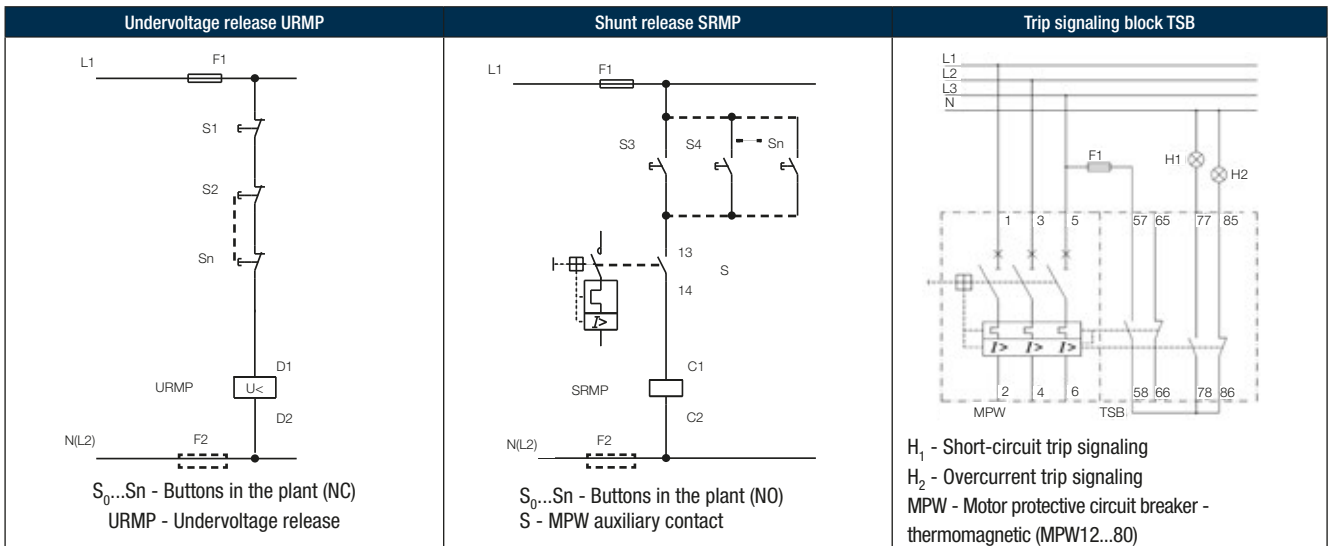 Undervoltage release URMP
L1
F1
S1
S2
Sn
URMP
D1
U<
D2
N(L2)
F2
S0...Sn - Buttons in the plant (NC)
URMP - Undervoltage release
Shunt release SRMP
L1
F1
S3
S4
Sn
13
S
14
I>
SRMP
C1
C2
N(L2)
F2
S0...Sn - Buttons in the plant (NO)
S - MPW auxiliary contact
Trip signaling block TSB
L1
L2
L3
N
F1
H1
H2
1 3 5 57 65 77 85
I> I> I>
2 4 6 58 66 78 86
MPW TSB
H1 - Short-circuit trip signaling
H2 - Overcurrent trip signaling
MPW - Motor protective circuit breaker -
thermomagnetic (MPW12...80)